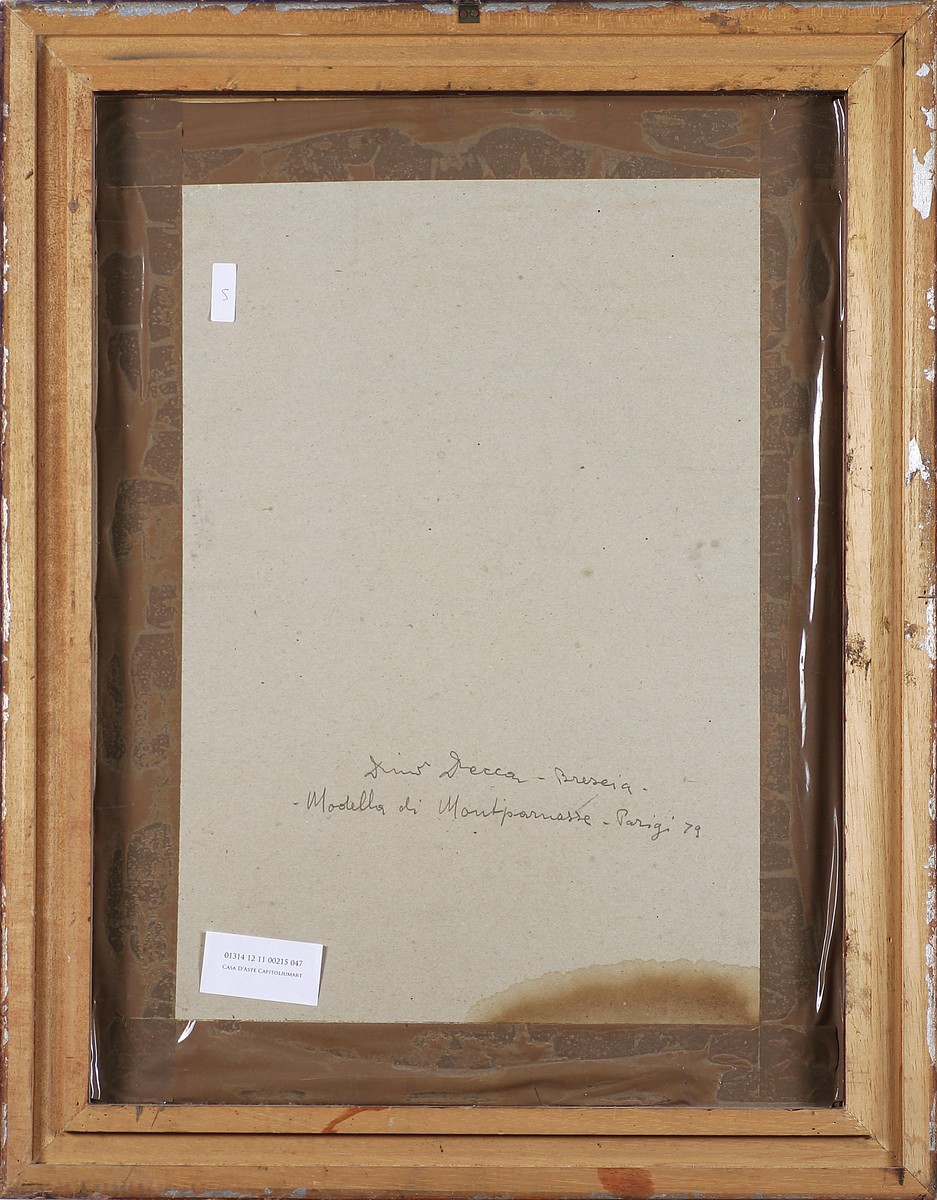 5
Dino Decca - Brescia -
- Modella di Montparnasse - Parigi 79
01314 12 11 00215 047
Casa D'Aste Capitoliumart